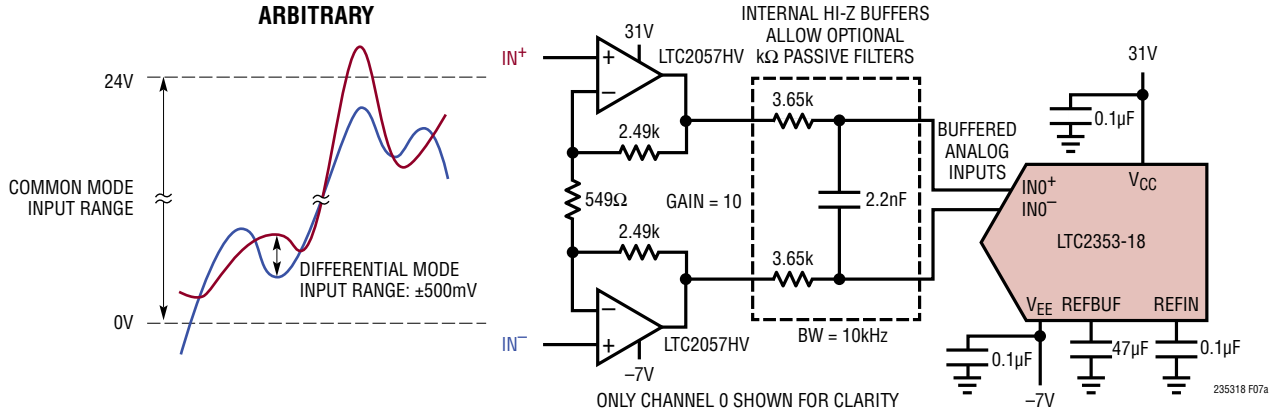 ARBITRARY
24V
COMMON MODE
INPUT RANGE
DIFFERENTIAL MODE
INPUT RANGE: ±500mV
0V
IN+
31V
LTC2057HV
2.49k
549Ω
GAIN = 10
2.49k
IN−
LTC2057HV
–7V
INTERNAL HI-Z BUFFERS
ALLOW OPTIONAL
kΩ PASSIVE FILTERS
3.65k
2.2nF
3.65k
BW = 10kHz
BUFFERED
ANALOG
INPUTS
31V
0.1µF
VCC
IN0+
IN0−
LTC2353-18
VEE
REFBUF
REFIN
0.1µF
47µF
0.1µF
–7V
ONLY CHANNEL 0 SHOWN FOR CLARITY
235318 F07a